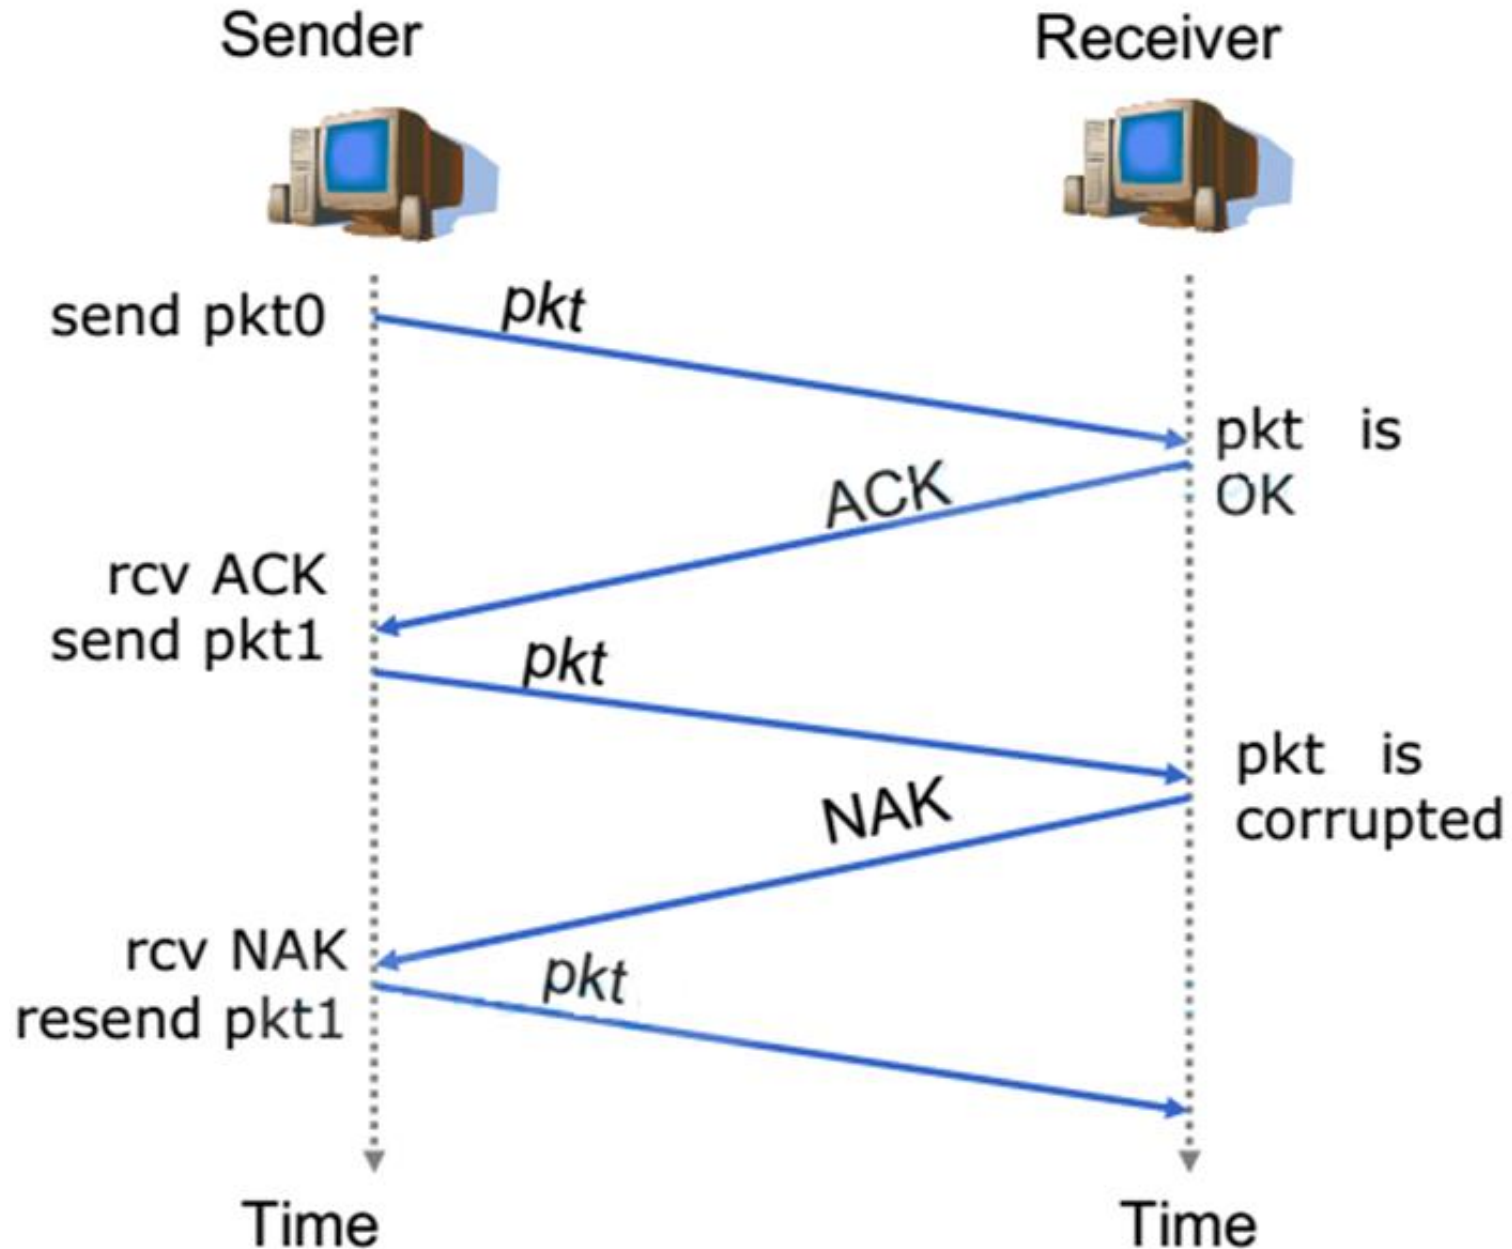 Sender
Receiver
send pkt0
pkt
pkt is
OK
ACK
rcv ACK
send pkt1
pkt
pkt is
corrupted
NAK
rcv NAK
resend pkt1
pkt
Time
Time